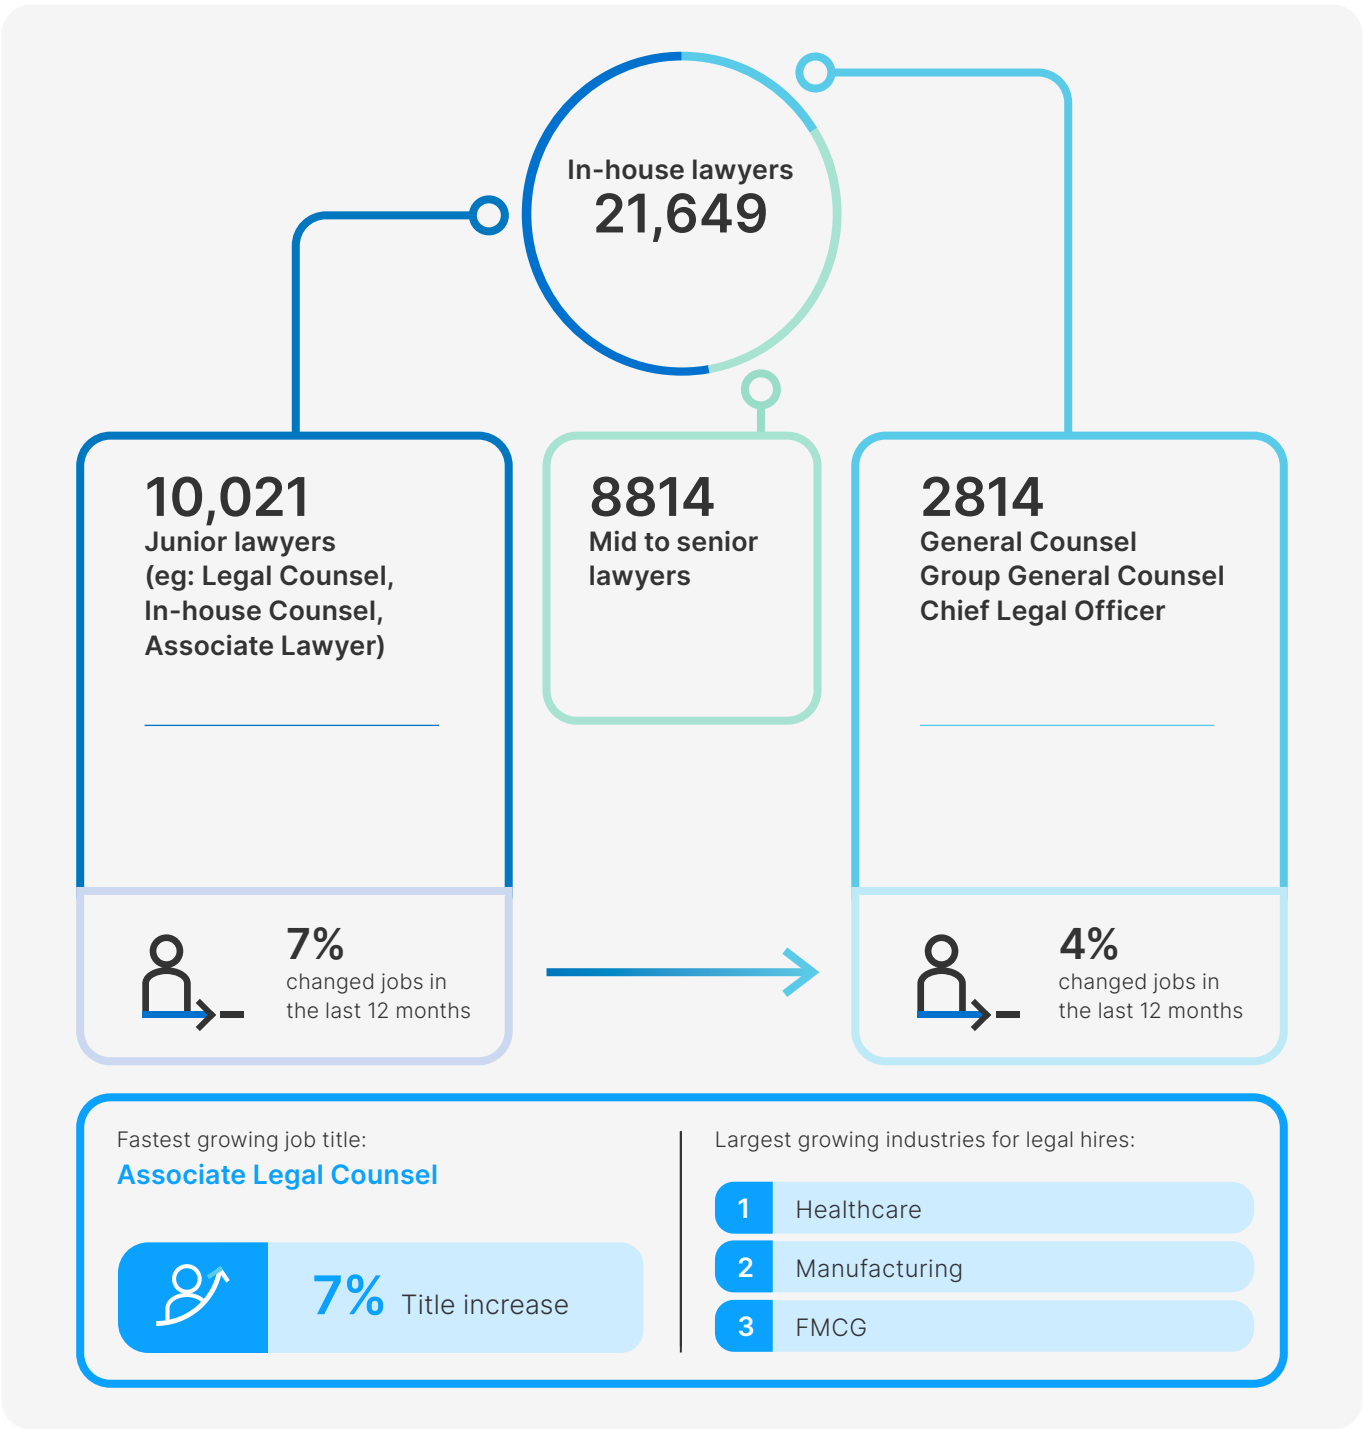 In-house lawyers
21,649
10,021
Junior lawyers
(eg: Legal Counsel,
In-house Counsel,
Associate Lawyer)
8814
Mid to senior
lawyers
2814
General Counsel
Group General Counsel
Chief Legal Officer
7%
changed jobs in
the last 12 months
4%
changed jobs in
the last 12 months
Fastest growing job title:
Associate Legal Counsel
7% Title increase
Largest growing industries for legal hires:
1 Healthcare
2 Manufacturing
3 FMCG